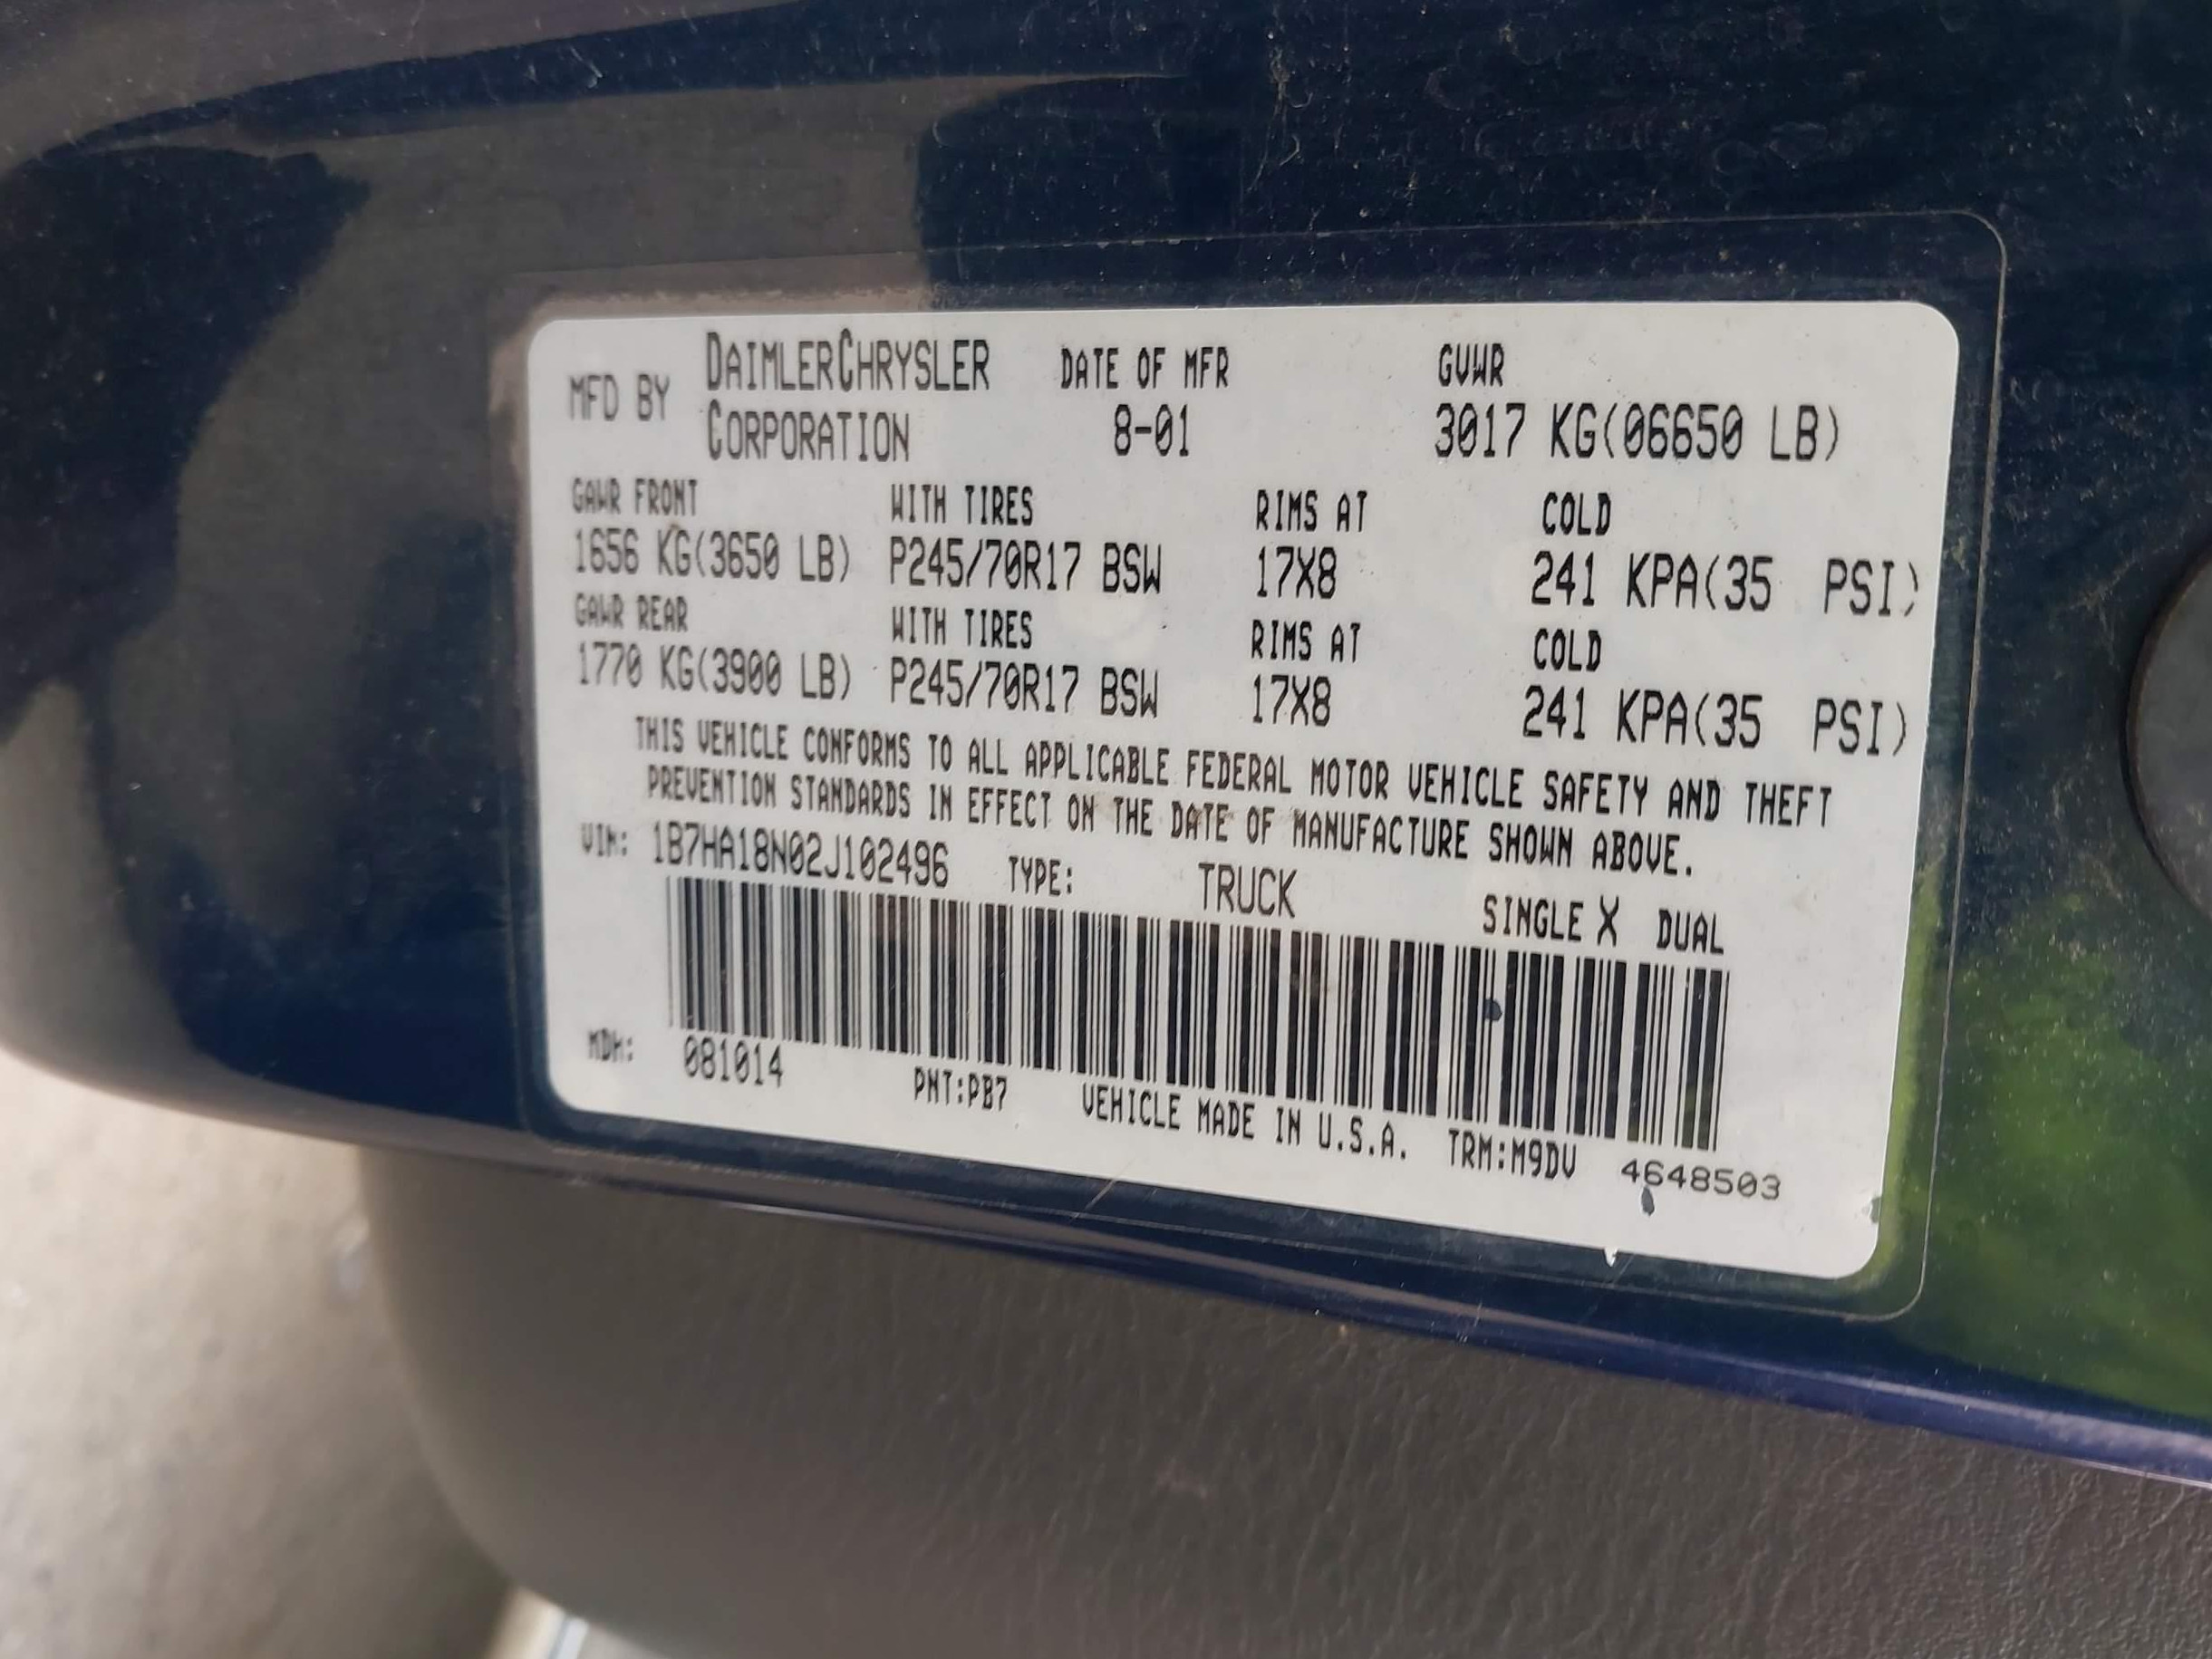 MFD BY DAIMLERCHRYSLER CORPORATION DATE OF MFR 8-01 GVWR 3017 KG(06650 LB)
GAWR FRONT WITH TIRES RIMS AT COLD
1656 KG(3650 LB) P245/70R17 BSW 17X8 241 KPA(35 PSI)
GAWR REAR WITH TIRES RIMS AT COLD
1770 KG(3900 LB) P245/70R17 BSW 17X8 241 KPA(35 PSI)
THIS VEHICLE CONFORMS TO ALL APPLICABLE FEDERAL MOTOR VEHICLE SAFETY AND THEFT
PREVENTION STANDARDS IN EFFECT ON THE DATE OF MANUFACTURE SHOWN ABOVE.
VIN: 1B7HA18N02J102496 TYPE: TRUCK SINGLE X DUAL
MDH: 081014 PNT:PB7 VEHICLE MADE IN U.S.A. TRM:M9DV 4648503